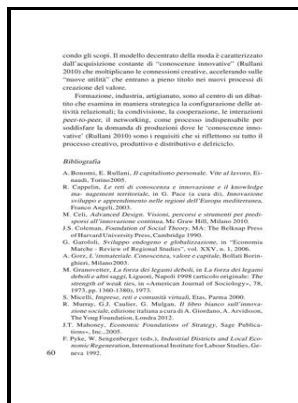 condo gli scopi. Il modello decentrato della moda è caratterizzato
dall'acquisizione costante di "conoscenze innovative" (Rullani
2010) che moltiplicano le connessioni creative, accelerando sulle
"nuove utilità" che entrano a pieno titolo nei nuovi processi di
creazione del valore.
Formazione, industria, artigianato, sono al centro di un dibat-
tito che esamina in maniera strategica la configurazione delle at-
tività relazionali; la condivisione, la cooperazione, le interazioni
peer-to-peer, il networking, come processo indispensabile per
soddisfare la domanda di produzioni dove le 'conoscenze inno-
vative' (Rullani 2010) sono i requisiti che si riflettono su tutto il
processo creativo, produttivo e distributivo e delriciclo.
Bibliografia
A. Bonomi, E. Rullani, Il capitalismo personale. Vite al lavoro, Ei-
naudi, Torino2005.
R. Cappelin, Le reti di conoscenza e innovazione e il knowledge
ma- nagement territoriale, in G. Pace (a cura di), Innovazione
sviluppo e apprendimento nelle regioni dell'Europa mediterranea,
Franco Angeli, 2003.
M. Celi, Advanced Design. Visioni, percorsi e strumenti per predi-
sporsi all'innovazione continua, Mc Graw Hill, Milano 2010.
J.S. Coleman, Foundation of Social Theory, MA: The Belknap Press
of Harvard University Press, Cambridge 1990.
G. Garofoli, Sviluppo endogeno e globalizzazione, in "Economia
Marche - Review of Regional Studies", vol. XXV, n. 1, 2006.
A. Gorz, L'immateriale. Conoscenza, valore e capitale, Bollati Borin-
ghieri, Milano2003.
M. Granovetter, La forza dei legami deboli, in La forza dei legami
deboli e altri saggi, Liguori, Napoli 1998 (articolo originale: The
strength of weak ties, in «American Journal of Sociology», 78,
1973, pp. 1360-1380), 1973.
S. Micelli, Imprese, reti e comunità virtuali, Etas, Parma 2000.
R. Murray, G.J. Caulier, G. Mulgan, Il libro bianco sull'innova-
zione sociale, edizione italiana a cura di A. Giordano, A. Arvidsson,
The Yong Foundation, Londra 2012.
J.T. Mahoney, Economic Foundations of Strategy, Sage Publica-
tions», Inc., 2005.
F. Pyke, W. Sengenberger (eds.), Industrial Districts and Local Eco-
nomic Regeneration, International Institute for Labour Studies, Ge-
neva 1992.
60